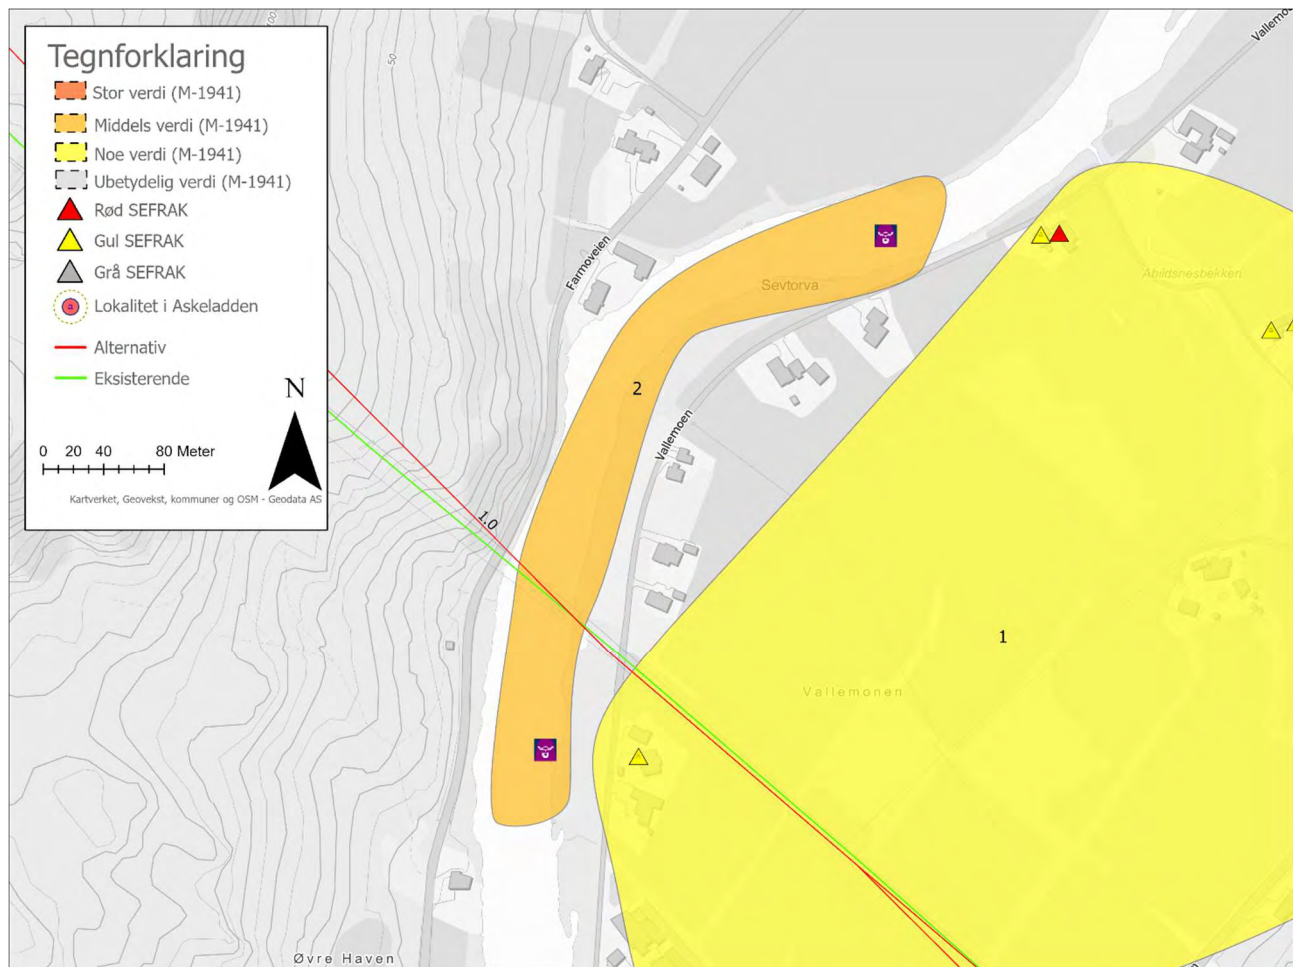 Tegnforklaring
Stor verdi (M-1941)
Middels verdi (M-1941)
Noe verdi (M-1941)
Ubetydelig verdi (M-1941)
Rød SEFRAK
Gul SEFRAK
Grå SEFRAK
a
Lokalitet i Askeladden
Alternativ
Eksisterende
N
0 20 40 80 Meter
Kartverket, Geovekst, kommuner og OSM - Geodata AS
100
50
Farmoveien
Sevtorva
Åbildsnesbekken
2
Vallemoen
1.0
1
Vallemonen
Øvre Haven